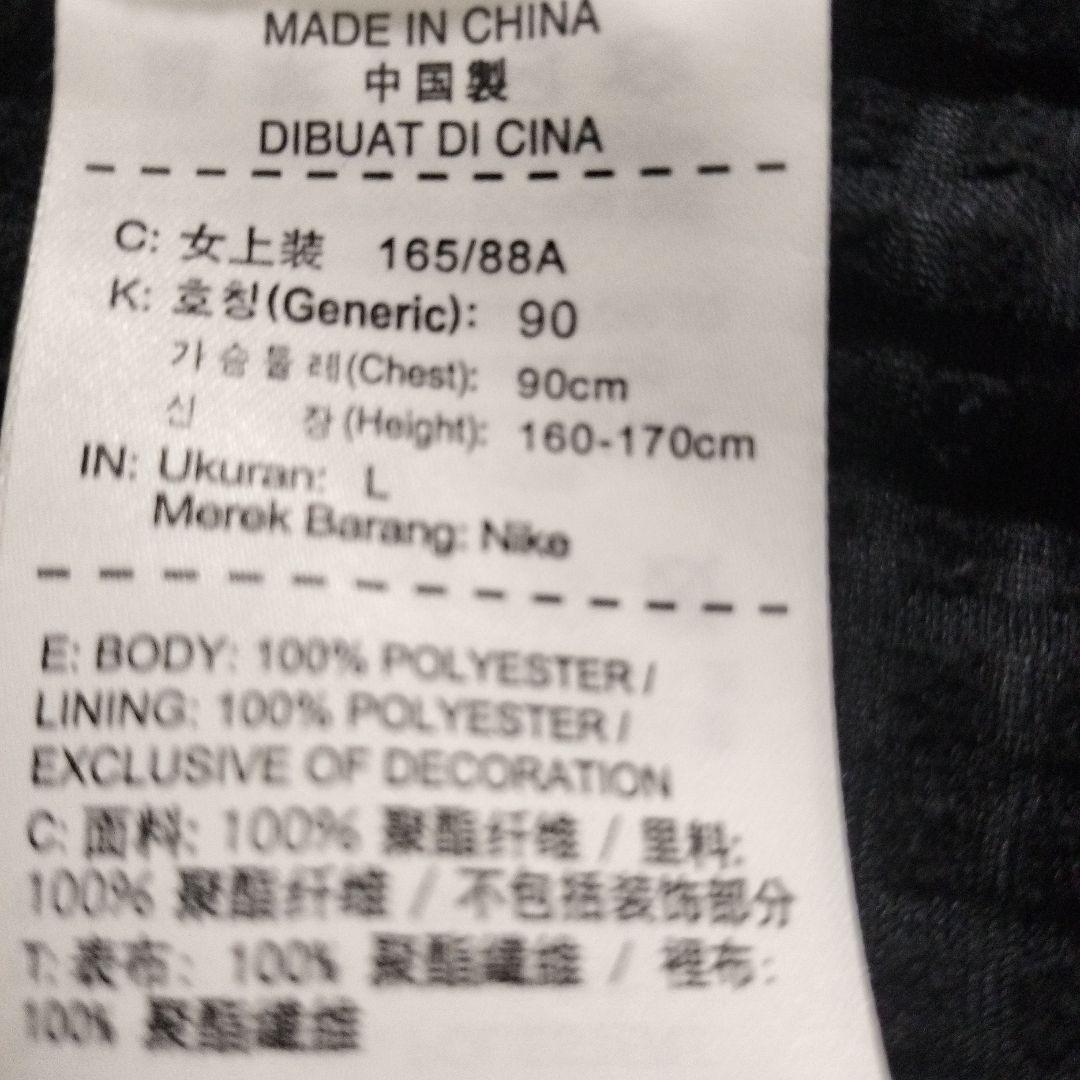 MADE IN CHINA
中国製
DIBUAT DI CINA
C: 女上装 165/88A
K: 호칭(Generic): 90
가슴둘레(Chest): 90cm
신 장(Height): 160-170cm
IN: Ukuran: L
Merek Barang: Nike
E: BODY: 100% POLYESTER /
LINING: 100% POLYESTER /
EXCLUSIVE OF DECORATION
C: 面料: 100% 聚酯纤维 / 里料:
100% 聚酯纤维 / 不包括装饰部分
T: 表布: 100% 聚酯纖維 / 裡布:
100% 聚酯纖維